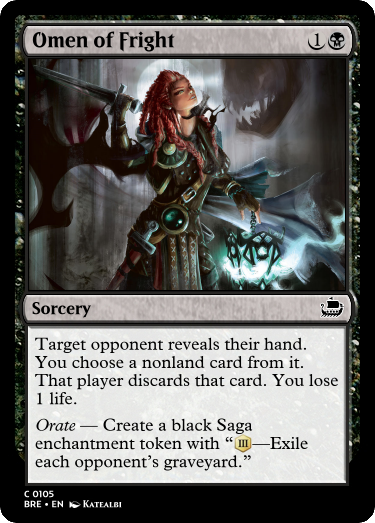 Omen of Fright 1
Sorcery
Target opponent reveals their hand.
You choose a nonland card from it.
That player discards that card. You lose
1 life.
Orate — Create a black Saga
enchantment token with “III—Exile
each opponent’s graveyard.”
C 0105
BRE • EN Katealbi